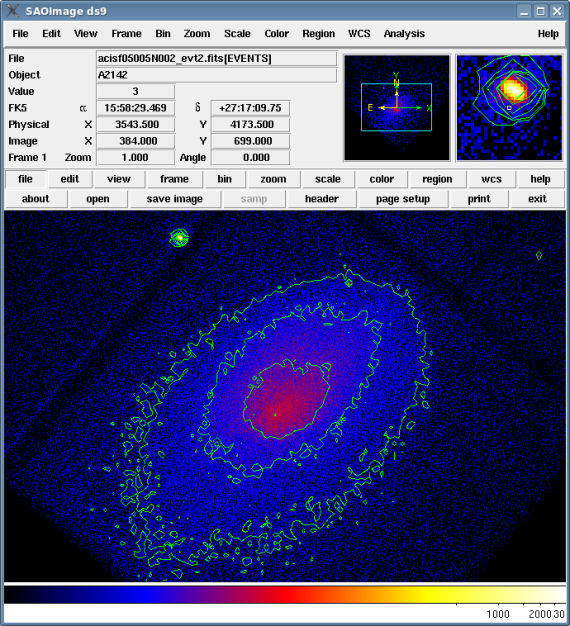 SAOImage ds9
File Edit View Frame Bin Zoom Scale Color Region WCS Analysis Help
File acisf05005N002_evt2.fits[EVENTS]
Object A2142
Value 3
FK5 α 15:58:29.469 δ +27:17:09.75
Physical X 3543.500 Y 4173.500
Image X 384.000 Y 699.000
Frame 1 Zoom 1.000 Angle 0.000
Y
N
E X
file edit view frame bin zoom scale color region wcs help
about open save image samp header page setup print exit
1000 2000 30